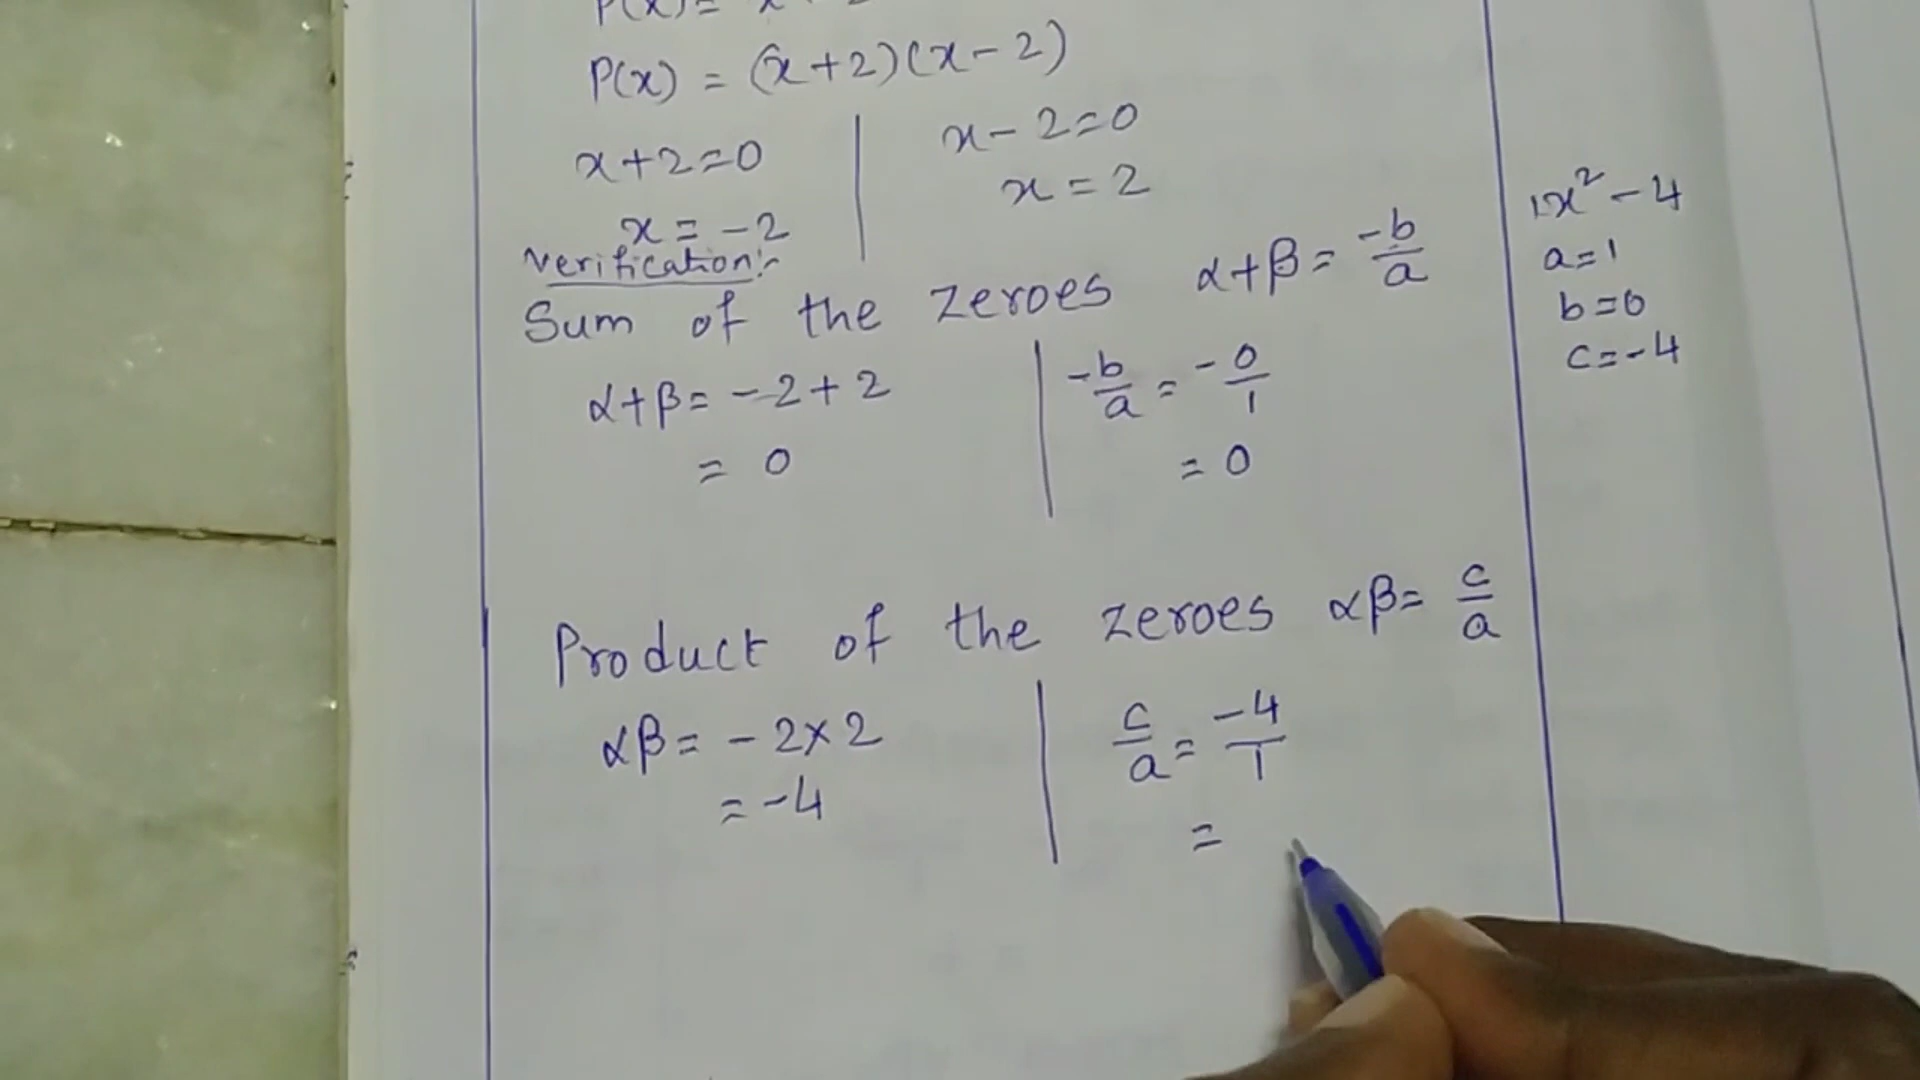 P(x) = (x+2)(x-2)
x+2=0
x = -2
x-2=0
x = 2
Verification:-
Sum of the zeroes α+β = -b/a
α+β = -2+2
= 0
-b/a = -0/1
= 0
Product of the zeroes αβ = c/a
αβ = -2×2
= -4
c/a = -4/1
=
1x² - 4
a=1
b=0
c=-4